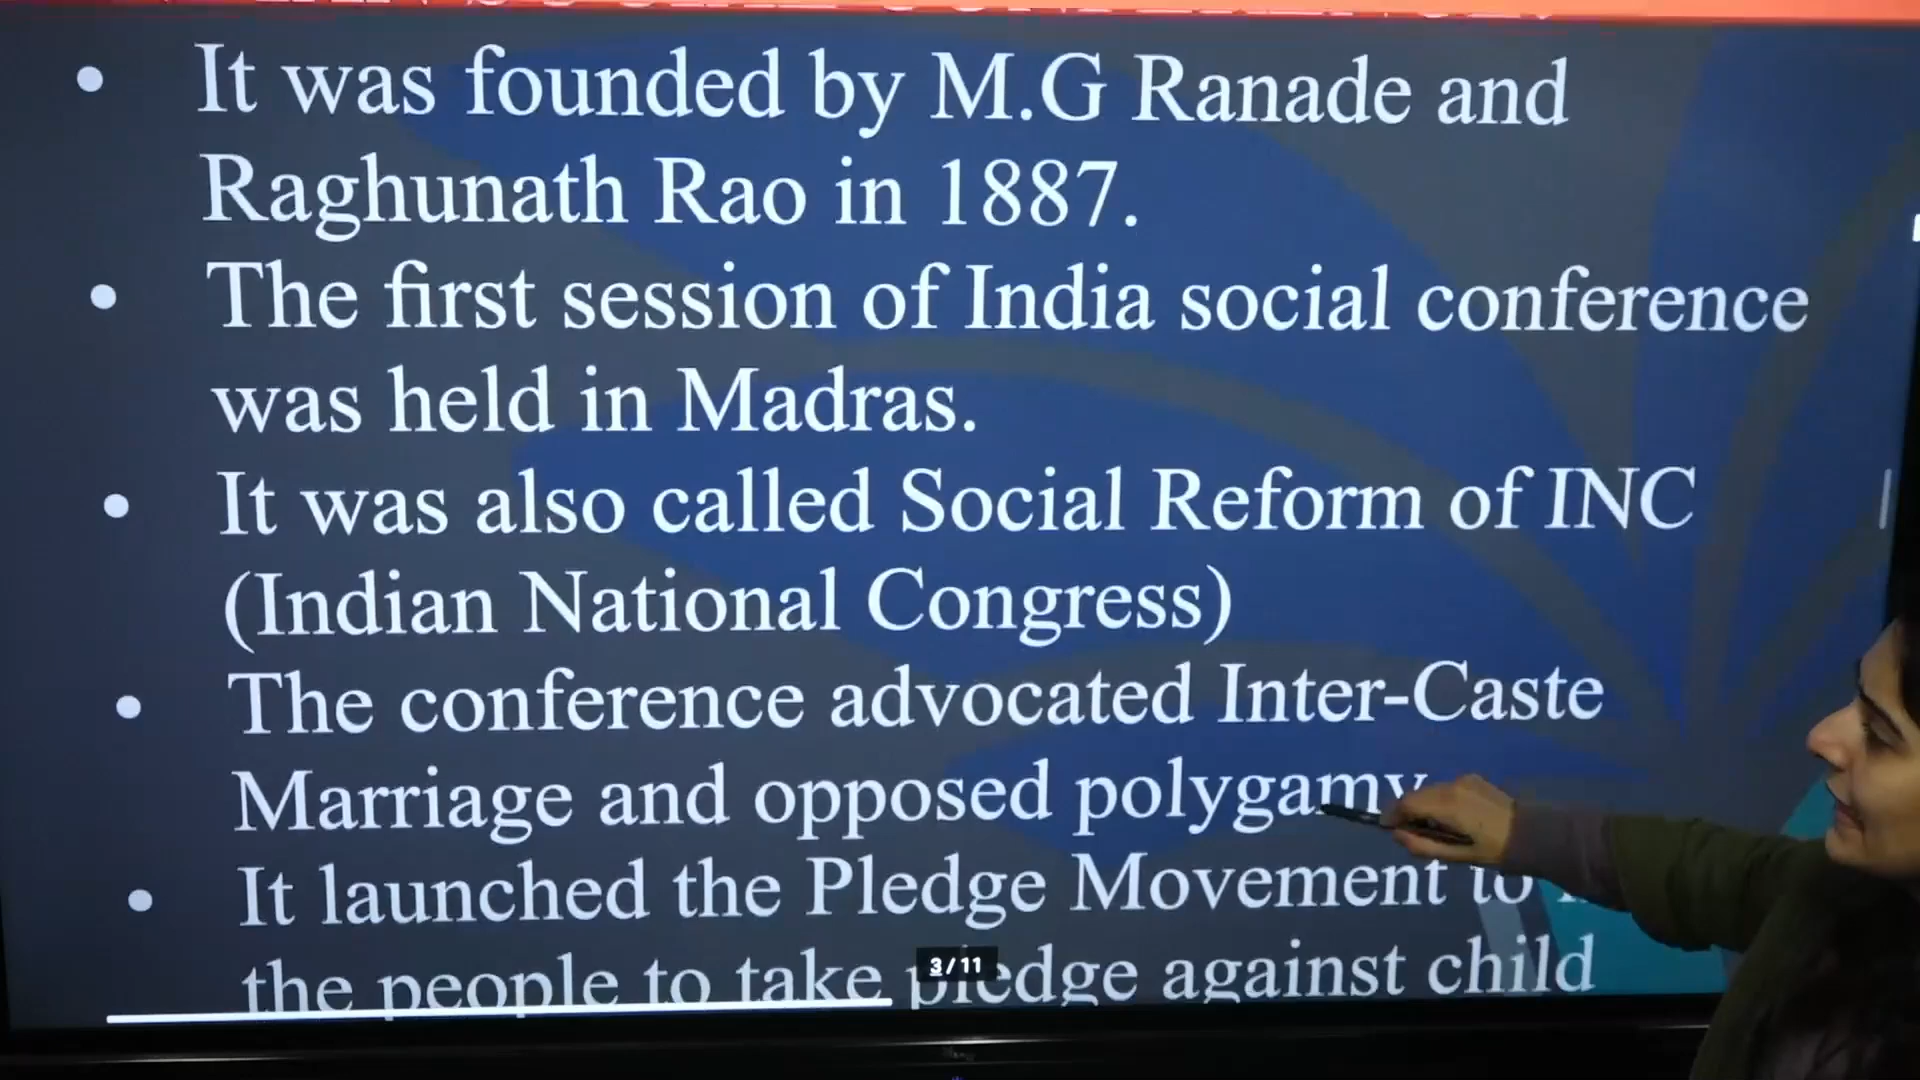 • It was founded by M.G Ranade and
Raghunath Rao in 1887.
• The first session of India social conference
was held in Madras.
• It was also called Social Reform of INC
(Indian National Congress)
• The conference advocated Inter-Caste
Marriage and opposed polygamy
• It launched the Pledge Movement to
the people to take pledge against child
3/11